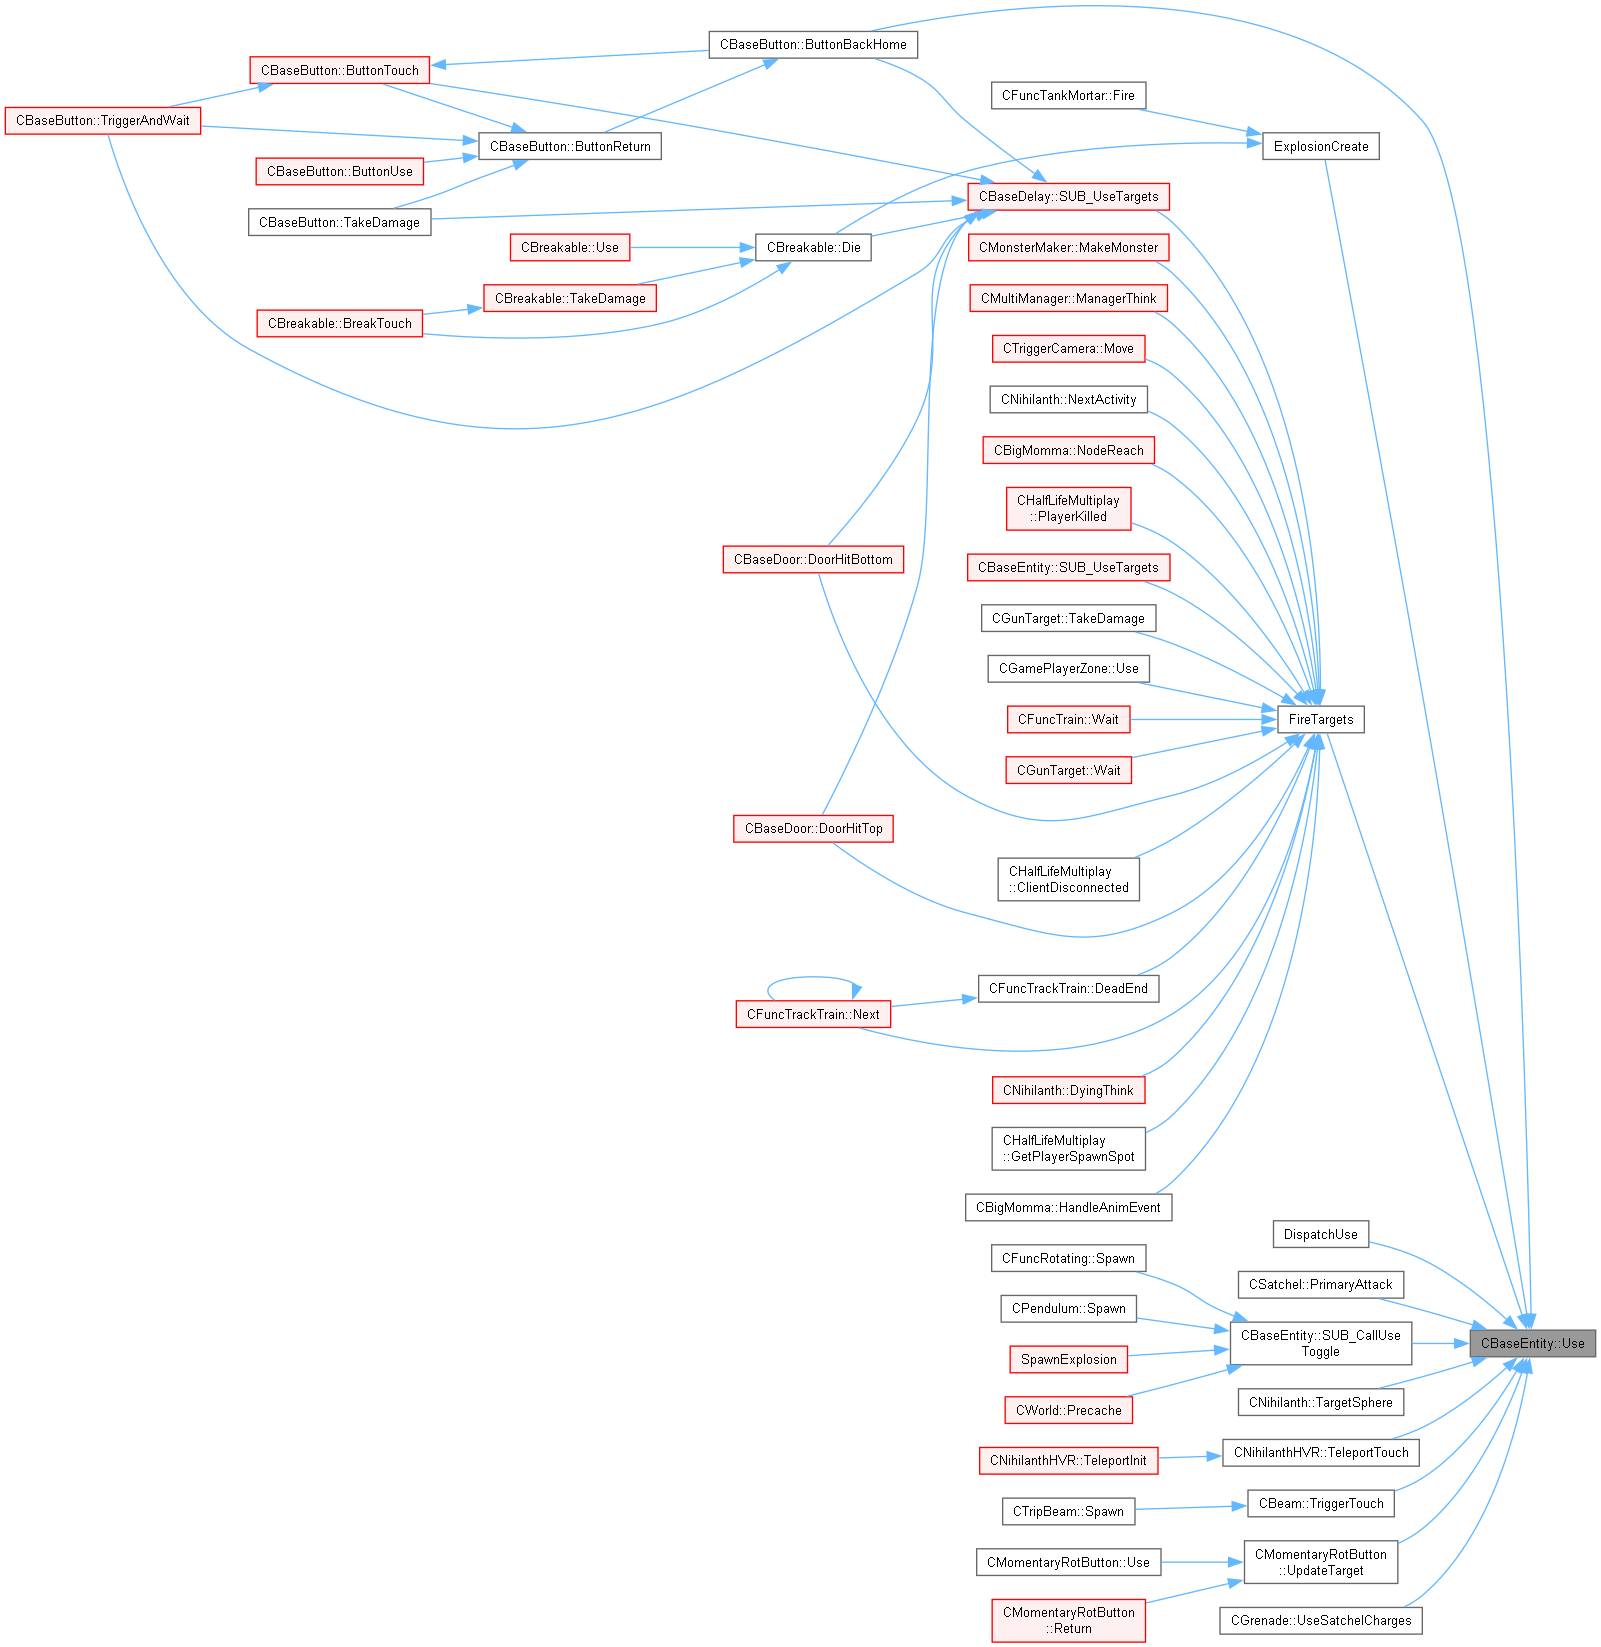 CBaseButton::ButtonBackHome
CBaseButton::ButtonTouch
CFuncTankMortar::Fire
CBaseButton::TriggerAndWait
CBaseButton::ButtonReturn
ExplosionCreate
CBaseButton::ButtonUse
CBaseDelay::SUB_UseTargets
CBaseButton::TakeDamage
CBreakable::Use
CBreakable::Die
CMonsterMaker::MakeMonster
CBreakable::TakeDamage
CMultiManager::ManagerThink
CBreakable::BreakTouch
CTriggerCamera::Move
CNihilanth::NextActivity
CBigMomma::NodeReach
CHalfLifeMultiplay
::PlayerKilled
CBaseDoor::DoorHitBottom
CBaseEntity::SUB_UseTargets
CGunTarget::TakeDamage
CGamePlayerZone::Use
CFuncTrain::Wait
FireTargets
CGunTarget::Wait
CBaseDoor::DoorHitTop
CHalfLifeMultiplay
::ClientDisconnected
CFuncTrackTrain::DeadEnd
CFuncTrackTrain::Next
CNihilanth::DyingThink
CHalfLifeMultiplay
::GetPlayerSpawnSpot
CBigMomma::HandleAnimEvent
DispatchUse
CFuncRotating::Spawn
CSatchel::PrimaryAttack
CPendulum::Spawn
CBaseEntity::SUB_CallUse
Toggle
CBaseEntity::Use
SpawnExplosion
CNihilanth::TargetSphere
CWorld::Precache
CNihilanthHVR::TeleportTouch
CNihilanthHVR::TeleportInit
CBeam::TriggerTouch
CTripBeam::Spawn
CMomentaryRotButton
::UpdateTarget
CMomentaryRotButton::Use
CMomentaryRotButton
::Return
CGrenade::UseSatchelCharges